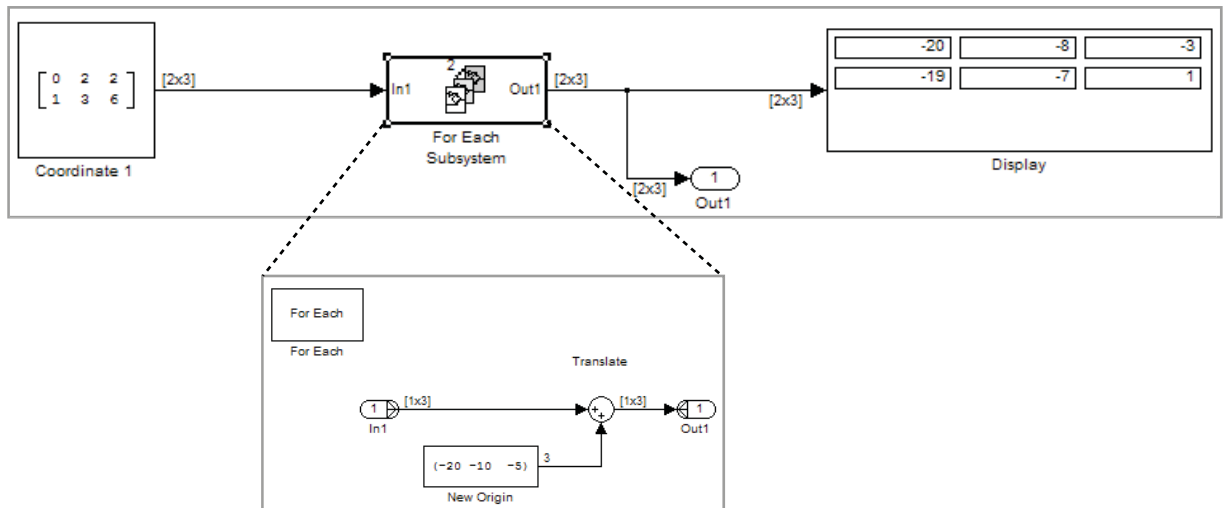 0 2 2
1 3 6
[2x3]
Coordinate 1
2
In1
Out1
For Each
Subsystem
[2x3]
[2x3]
[2x3]
1
Out1
-20 -8 -3
-19 -7 1
Display
For Each
For Each
Translate
1
In1
[1x3]
[1x3]
1
Out1
(-20 -10 -5)
3
New Origin